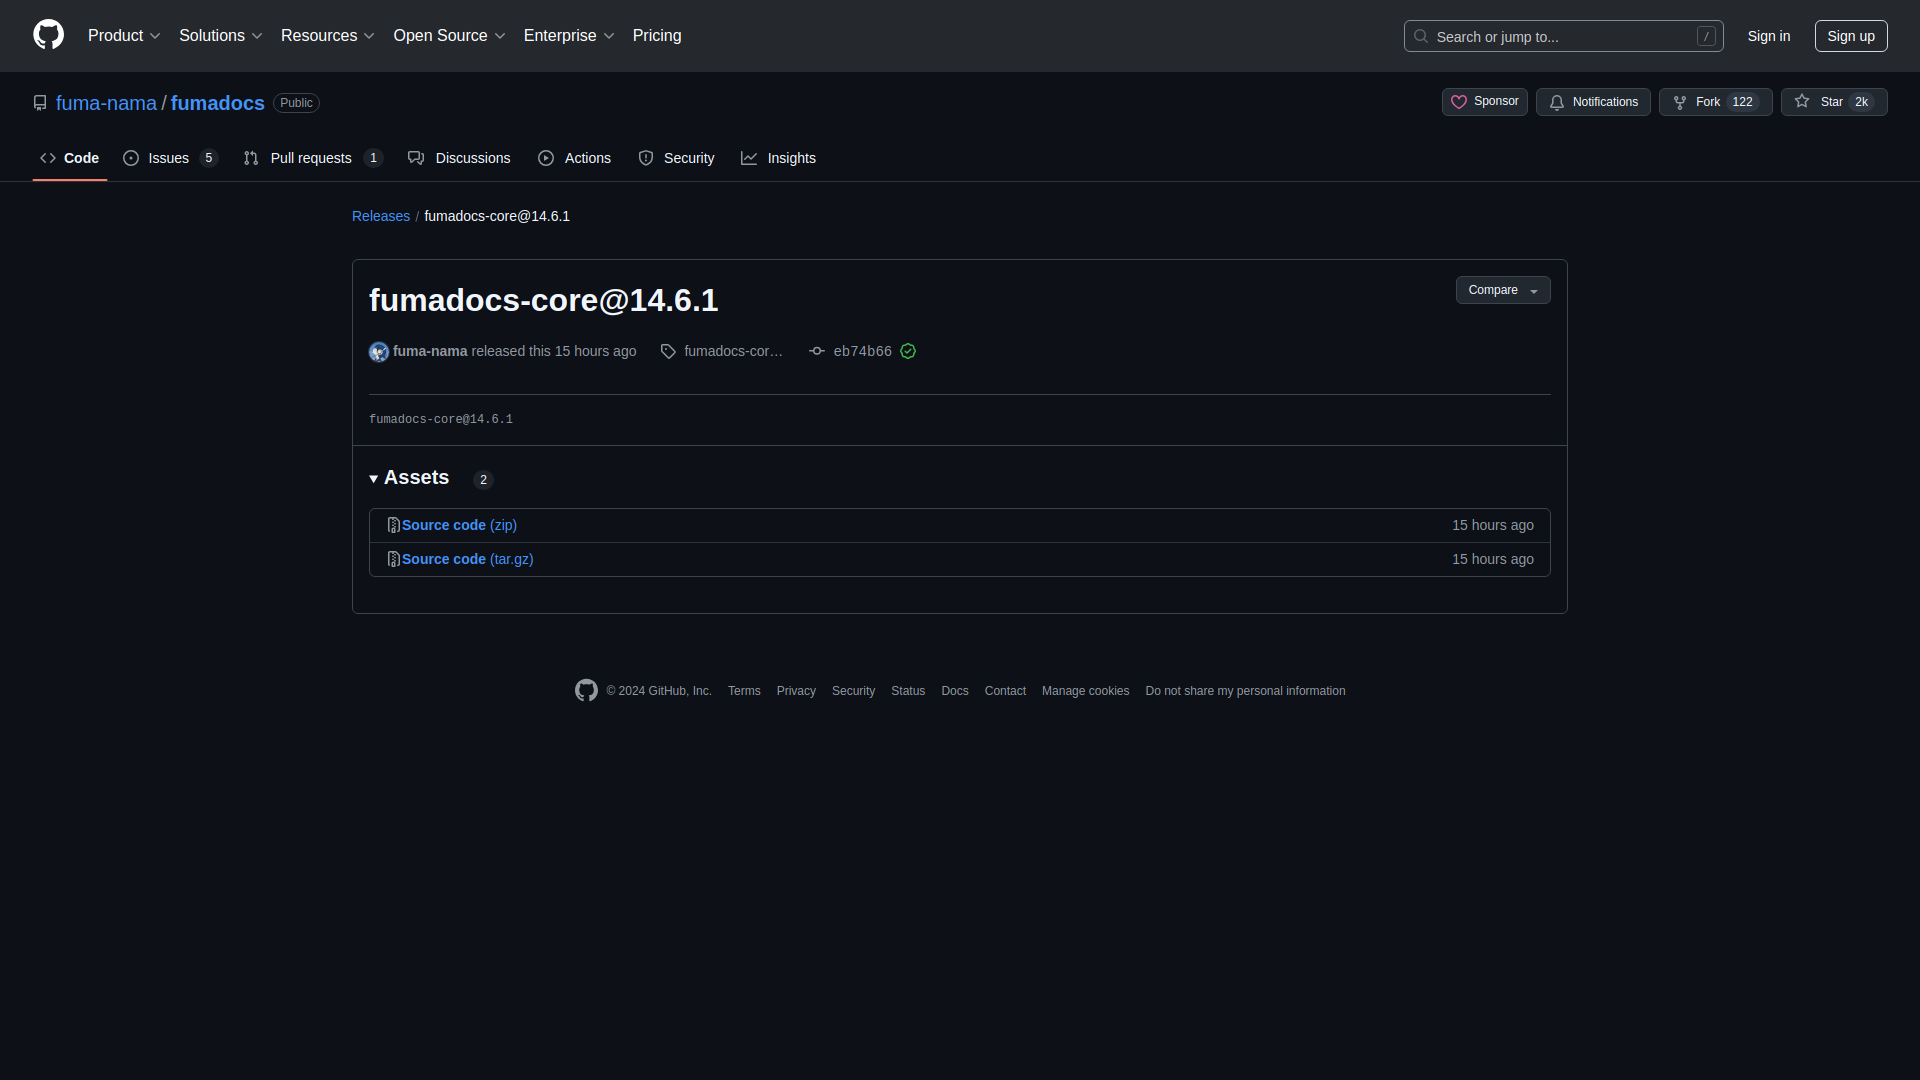 Product Solutions Resources Open Source Enterprise Pricing Search or jump to... / Sign in Sign up
fuma-nama / fumadocs Public Sponsor Notifications Fork 122 Star 2k
Code Issues 5 Pull requests 1 Discussions Actions Security Insights
Releases / fumadocs-core@14.6.1
fumadocs-core@14.6.1 Compare
fuma-nama released this 15 hours ago fumadocs-cor… eb74b66
fumadocs-core@14.6.1
Assets 2
Source code (zip) 15 hours ago
Source code (tar.gz) 15 hours ago
© 2024 GitHub, Inc. Terms Privacy Security Status Docs Contact Manage cookies Do not share my personal information